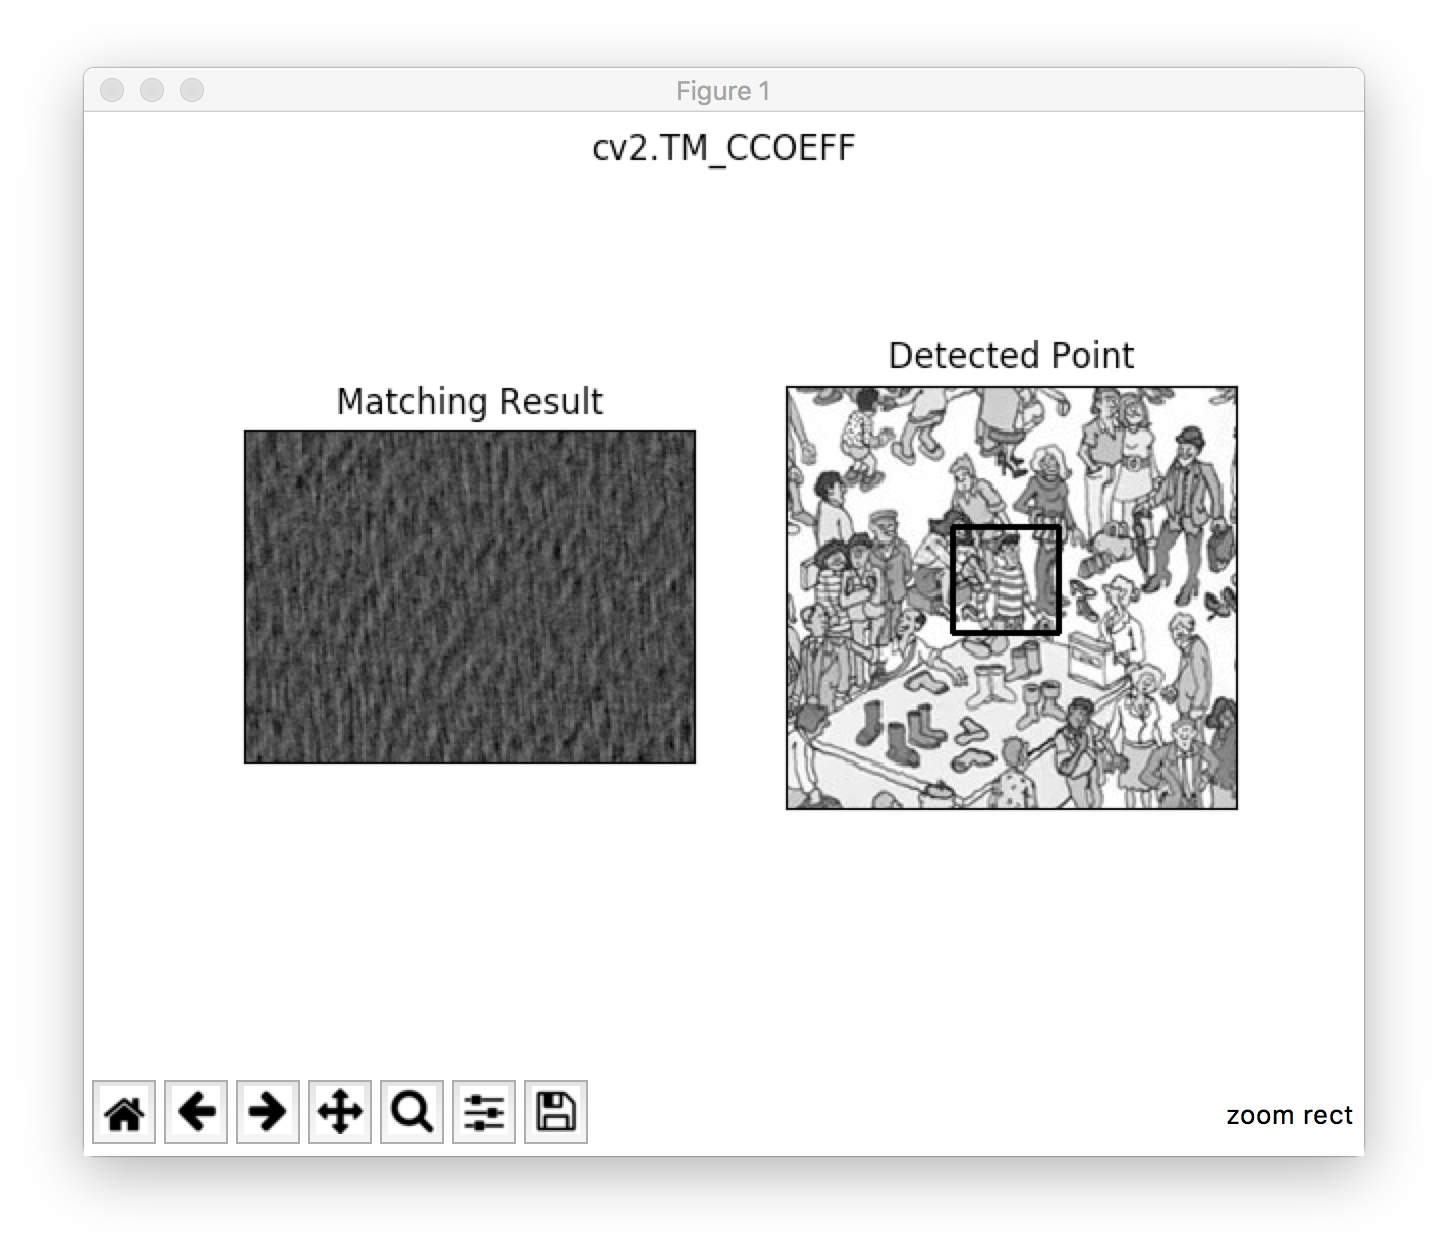 Figure 1
cv2.TM_CCOEFF
Matching Result
Detected Point
zoom rect